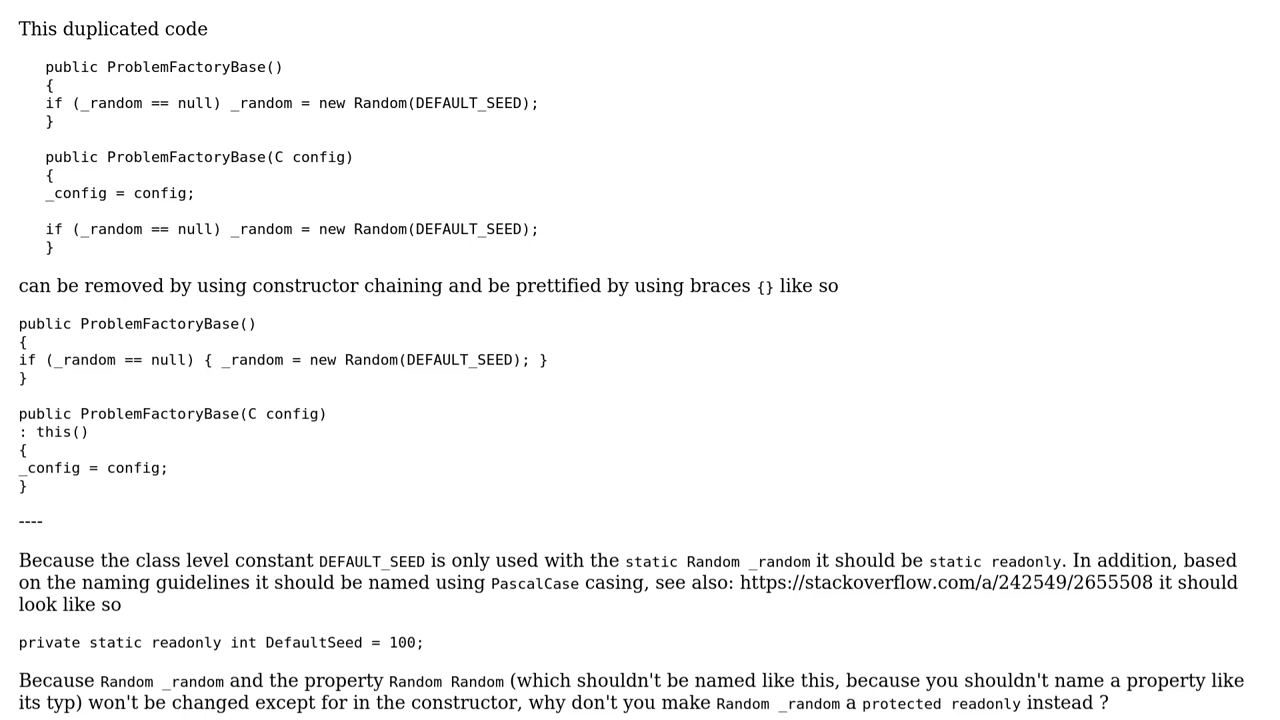 This duplicated code
public ProblemFactoryBase()
{
if (_random == null) _random = new Random(DEFAULT_SEED);
}
public ProblemFactoryBase(C config)
{
_config = config;
if (_random == null) _random = new Random(DEFAULT_SEED);
}
can be removed by using constructor chaining and be prettified by using braces {} like so
public ProblemFactoryBase()
{
if (_random == null) { _random = new Random(DEFAULT_SEED); }
}
public ProblemFactoryBase(C config)
: this()
{
_config = config;
}
----
Because the class level constant DEFAULT_SEED is only used with the static Random _random it should be static readonly. In addition, based
on the naming guidelines it should be named using PascalCase casing, see also: https://stackoverflow.com/a/242549/2655508 it should
look like so
private static readonly int DefaultSeed = 100;
Because Random _random and the property Random Random (which shouldn't be named like this, because you shouldn't name a property like
its typ) won't be changed except for in the constructor, why don't you make Random _random a protected readonly instead ?